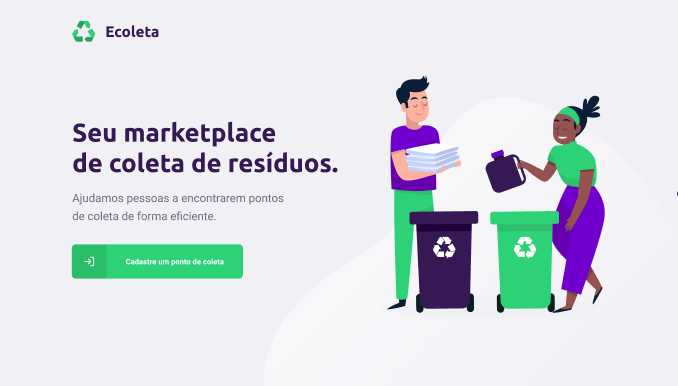 Ecoleta
Seu marketplace
de coleta de resíduos.
Ajudamos pessoas a encontrarem pontos
de coleta de forma eficiente.
Cadastre um ponto de coleta